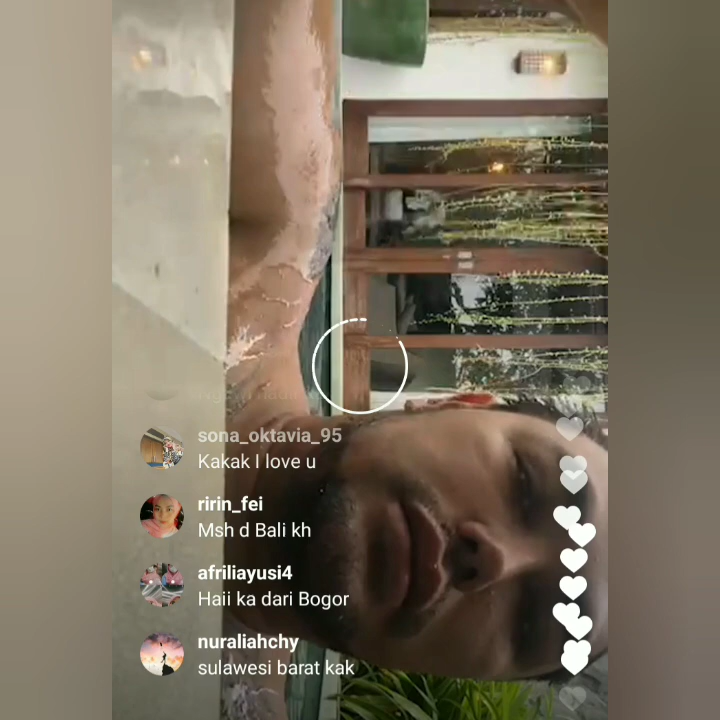 sona_oktavia_95
Kakak I love u
ririn_fei
Msh d Bali kh
afriliayusi4
Haii ka dari Bogor
nuraliahchy
sulawesi barat kak